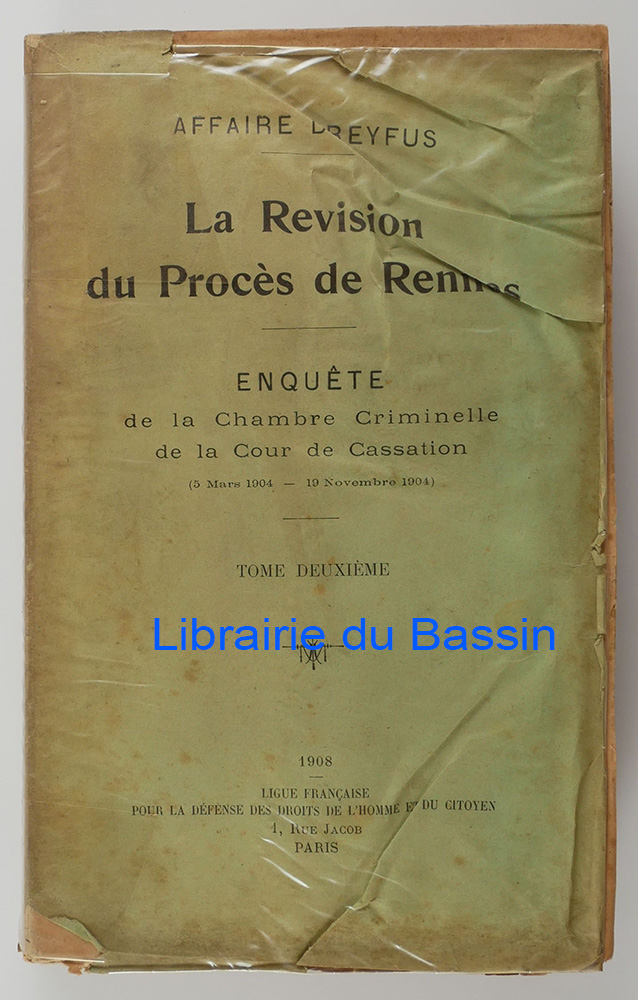 AFFAIRE DREYFUS
La Revision
du Procès de Rennes
ENQUÊTE
de la Chambre Criminelle
de la Cour de Cassation
(5 Mars 1904 — 19 Novembre 1904)
TOME DEUXIÈME
Librairie du Bassin
1908
LIGUE FRANÇAISE
POUR LA DÉFENSE DES DROITS DE L'HOMME ET DU CITOYEN
1, RUE JACOB
PARIS